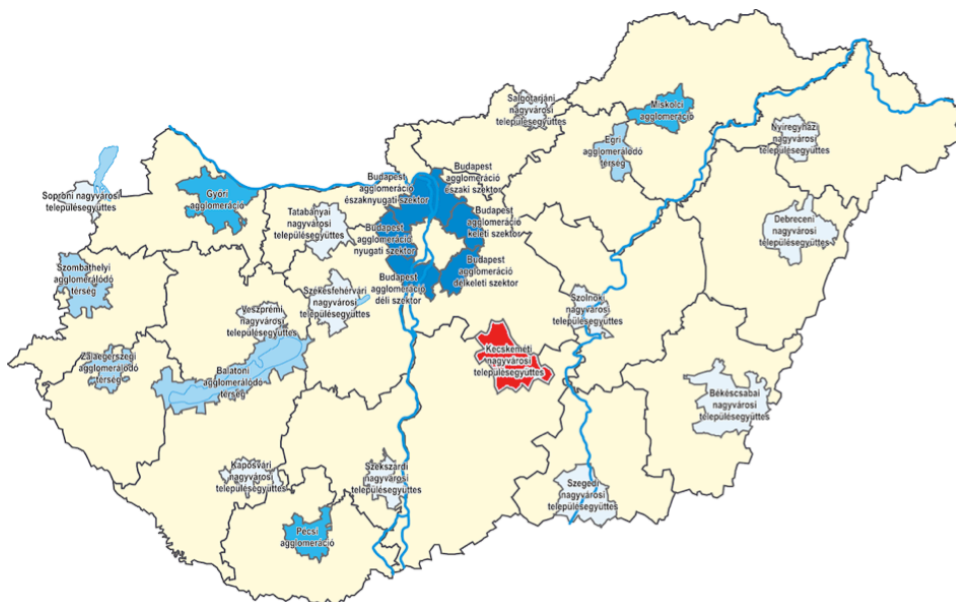 Salgótarjáni
nagyvárosi
településegyüttes
Miskolci
agglomeráció
Nyíregyházi
nagyvárosi
településegyüttes
Egri
agglomerálódó
térség
Soproni nagyvárosi
településegyüttes
Győri
agglomeráció
Budapest
agglomeráció
északnyugati szektor
Budapest
agglomeráció
északi szektor
Tatabányai
nagyvárosi
településegyüttes
Budapest
agglomeráció
nyugati szektor
Budapest
agglomeráció
keleti szektor
Debreceni
nagyvárosi
településegyüttes
Szombathelyi
agglomerálódó
térség
Székesfehérvári
nagyvárosi
településegyüttes
Budapest
agglomeráció
déli szektor
Budapest
agglomeráció
délkeleti szektor
Veszprémi
nagyvárosi
településegyüttes
Szolnoki
nagyvárosi
településegyüttes
Zalaegerszegi
agglomerálódó
térség
Balatoni
agglomerálódó
térség
Kecskeméti
nagyvárosi
településegyüttes
Békéscsabai
nagyvárosi
településegyüttes
Kaposvári
nagyvárosi
településegyüttes
Szekszárdi
nagyvárosi
településegyüttes
Szegedi
nagyvárosi
településegyüttes
Pécsi
agglomeráció